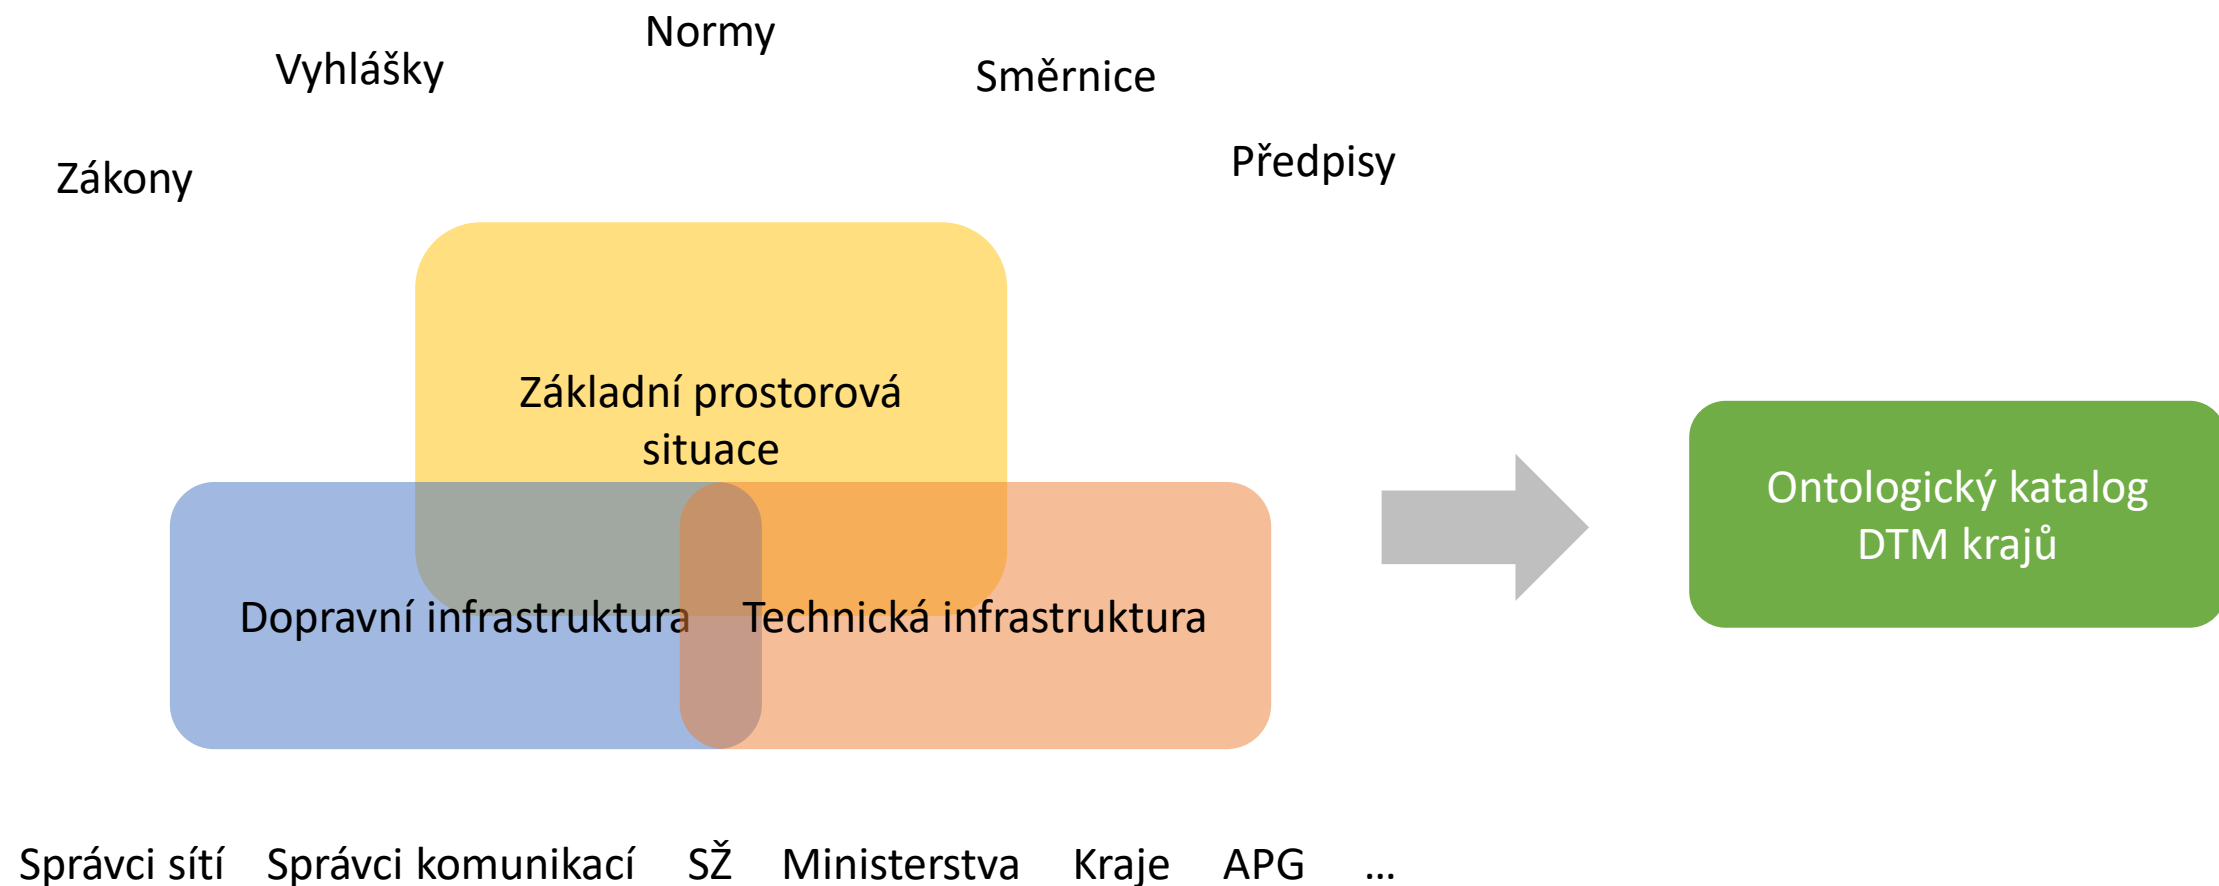 Normy
Vyhlášky
Směrnice
Předpisy
Zákony
Základní prostorová
situace
Dopravní infrastruktura
Technická infrastruktura
Ontologický katalog
DTM krajů
Správci sítí Správci komunikací SŽ Ministerstva Kraje APG ...